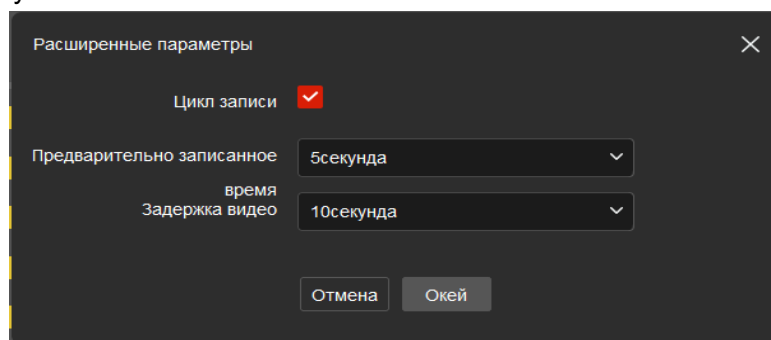 Расширенные параметры
Цикл записи
Предварительно записанное
время
5секунда
Задержка видео
10секунда
Отмена
Окей